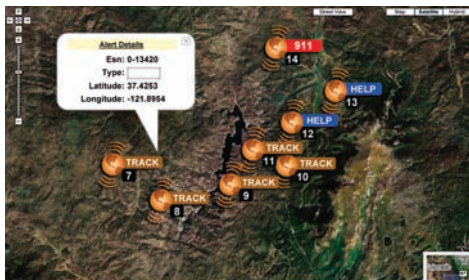 Street View
Map
Satellite
Hybrid
Alert Details
Esn: 0-13420
Type:
Latitude: 37.4253
Longitude: -121.8954
911
14
HELP
13
HELP
12
TRACK
11
TRACK
10
TRACK
9
TRACK
8
TRACK
7